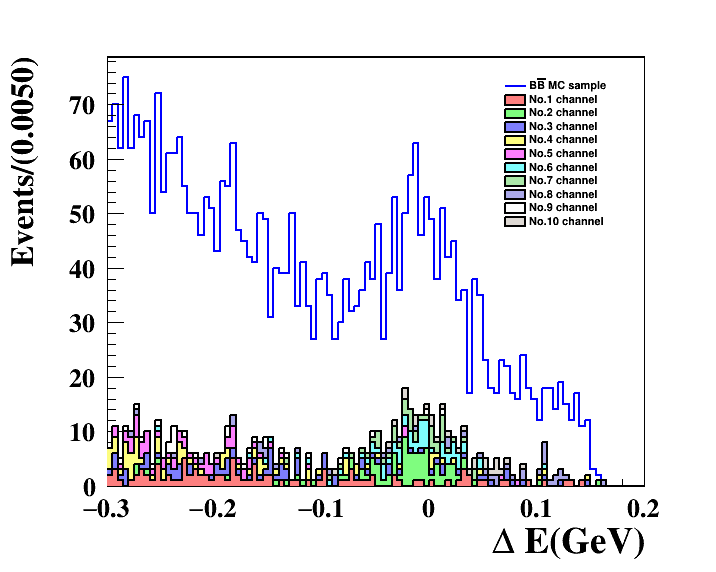 Events/(0.0050)
70
60
50
40
30
20
10
0
BB̅ MC sample
No.1 channel
No.2 channel
No.3 channel
No.4 channel
No.5 channel
No.6 channel
No.7 channel
No.8 channel
No.9 channel
No.10 channel
−0.3 −0.2 −0.1 0 0.1 0.2
Δ E(GeV)